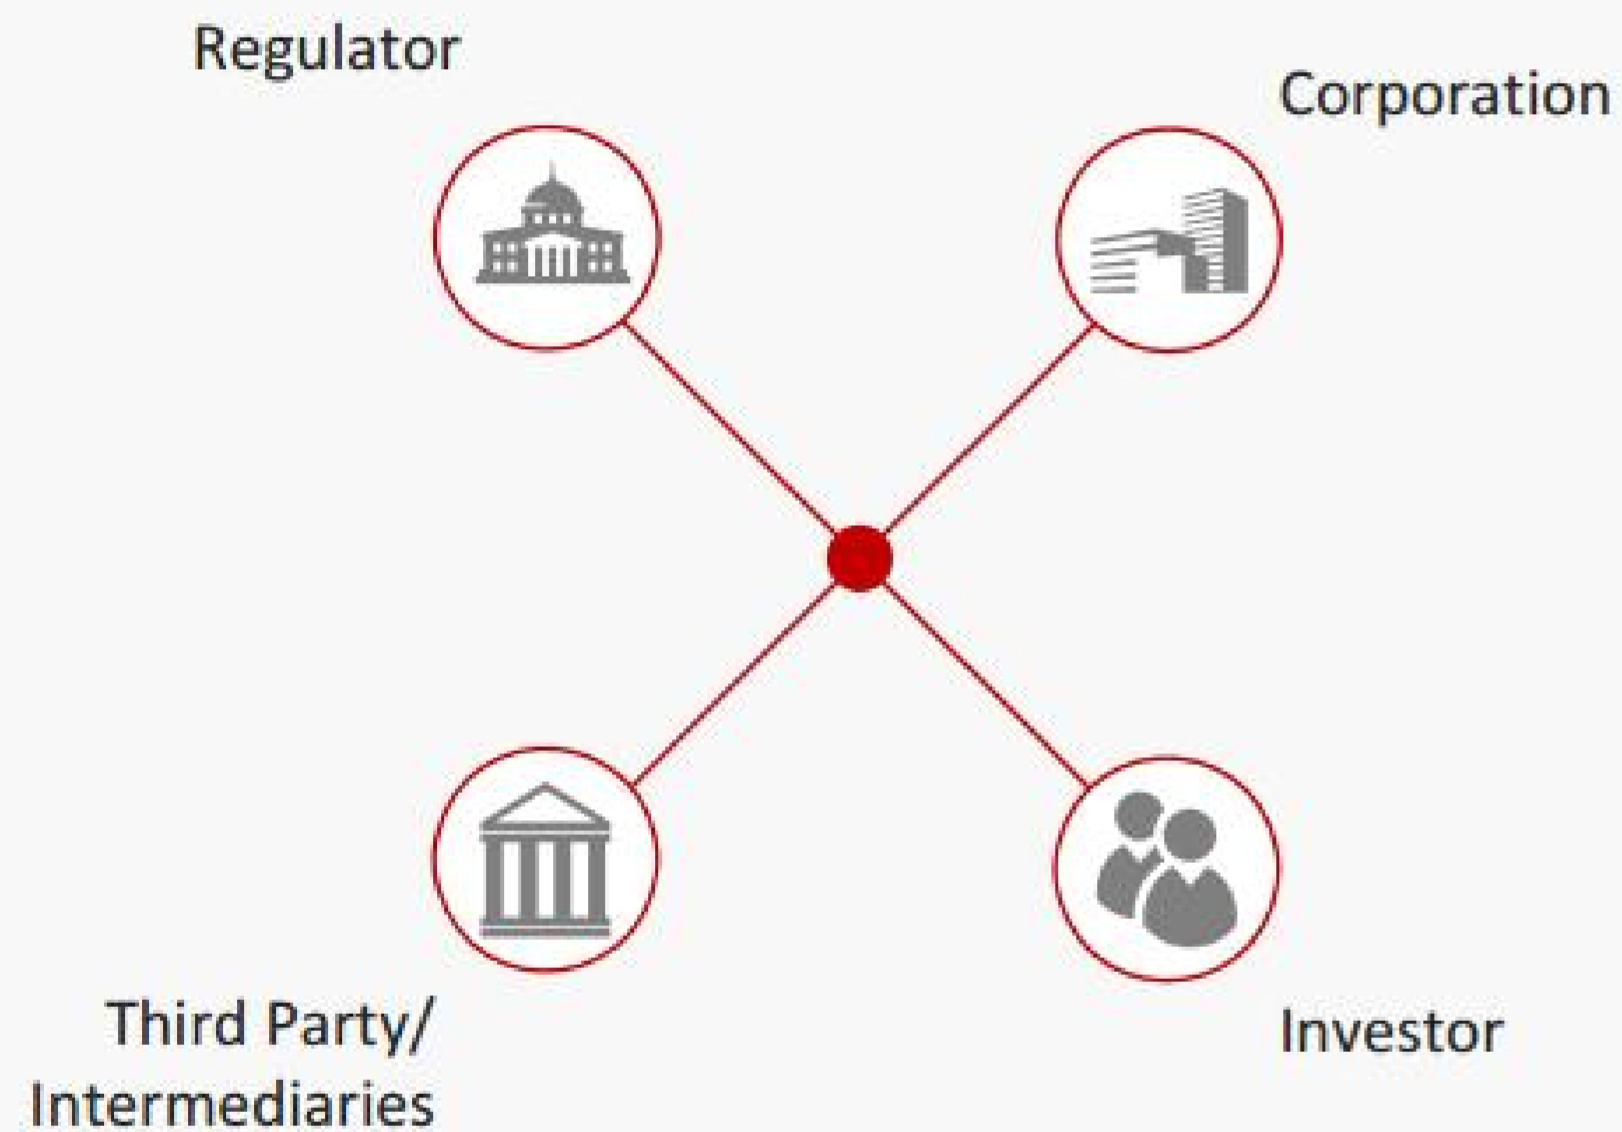 Regulator
Corporation
Third Party/
Intermediaries
Investor